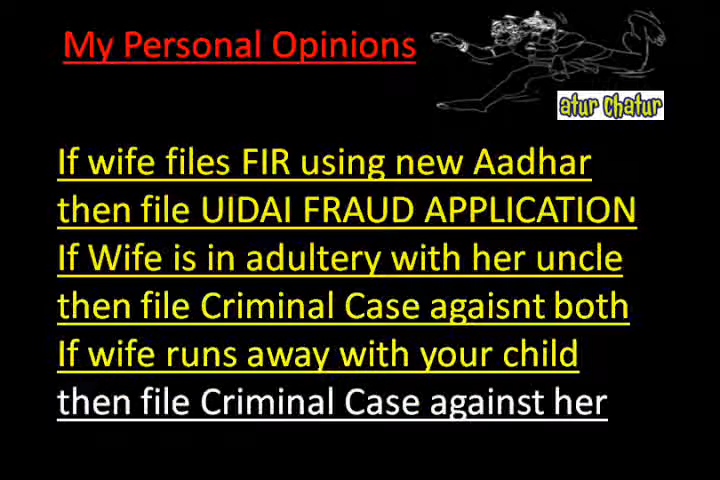 My Personal Opinions
atur chatur
If wife files FIR using new Aadhar
then file UIDAI FRAUD APPLICATION
If Wife is in adultery with her uncle
then file Criminal Case agaisnt both
If wife runs away with your child
then file Criminal Case against her